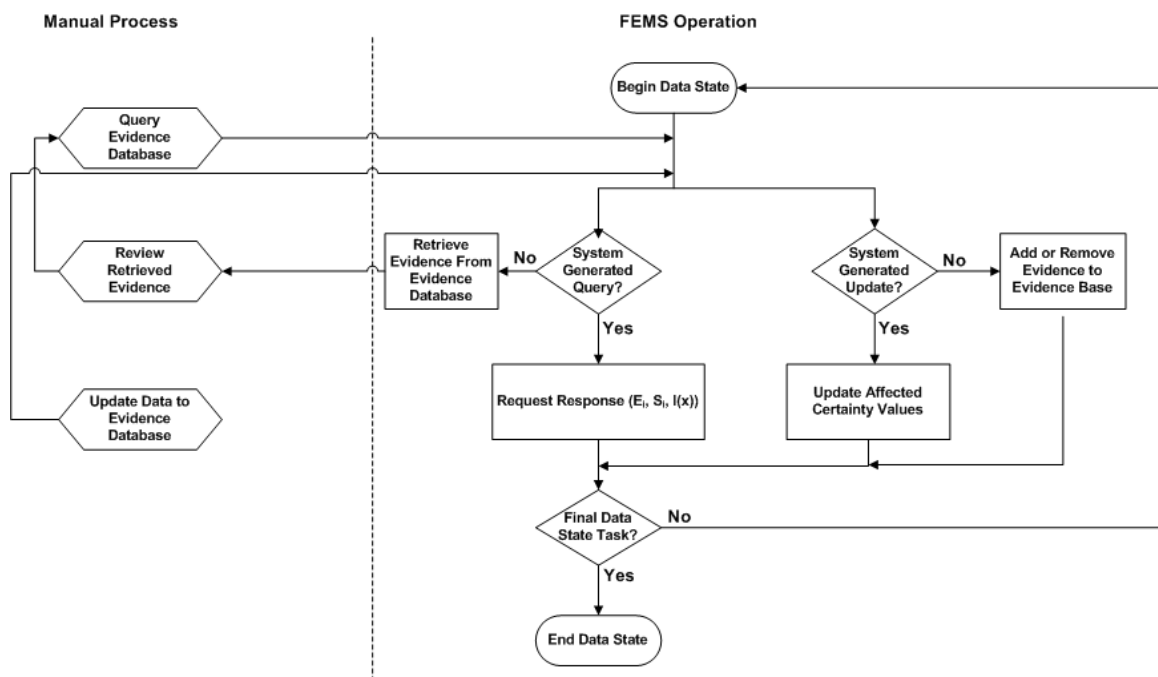 Manual Process
FEMS Operation
Begin Data State
Query
Evidence
Database
Review
Retrieved
Evidence
Retrieve
Evidence From
Evidence
Database
No
System
Generated
Query?
System
Generated
Update?
No
Add or Remove
Evidence to
Evidence Base
Yes
Yes
Update Data to
Evidence
Database
Request Response (Eᵢ, Sᵢ, I(x))
Update Affected
Certainty Values
Final Data
State Task?
No
Yes
End Data State